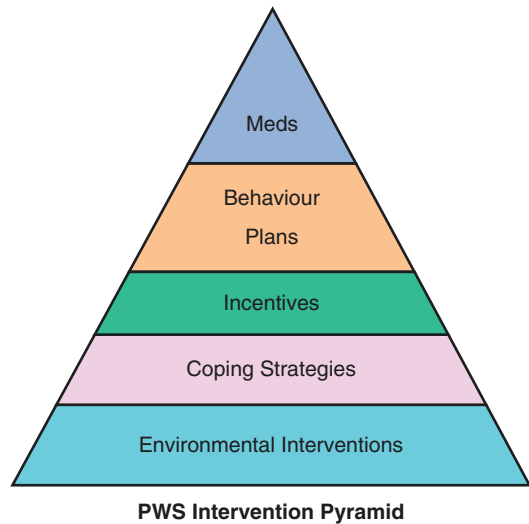 Meds
Behaviour
Plans
Incentives
Coping Strategies
Environmental Interventions
PWS Intervention Pyramid